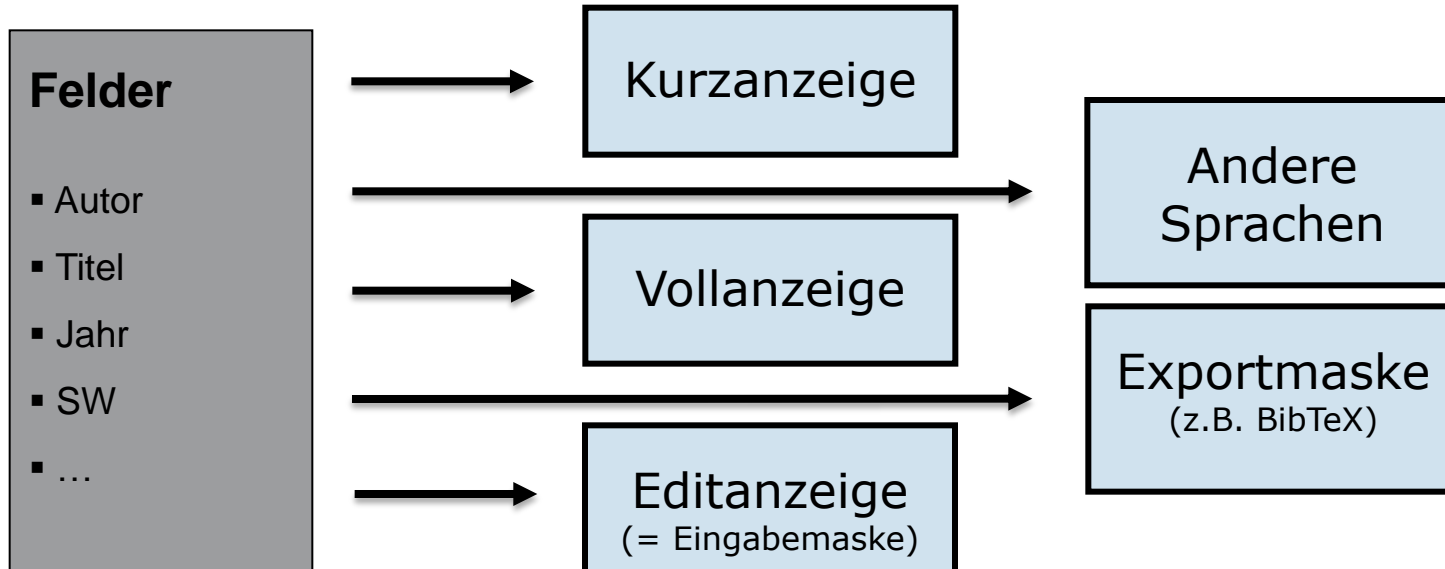 Felder
▪ Autor
▪ Titel
▪ Jahr
▪ SW
▪ …
Kurzanzeige
Vollanzeige
Editanzeige
(= Eingabemaske)
Andere
Sprachen
Exportmaske
(z.B. BibTeX)